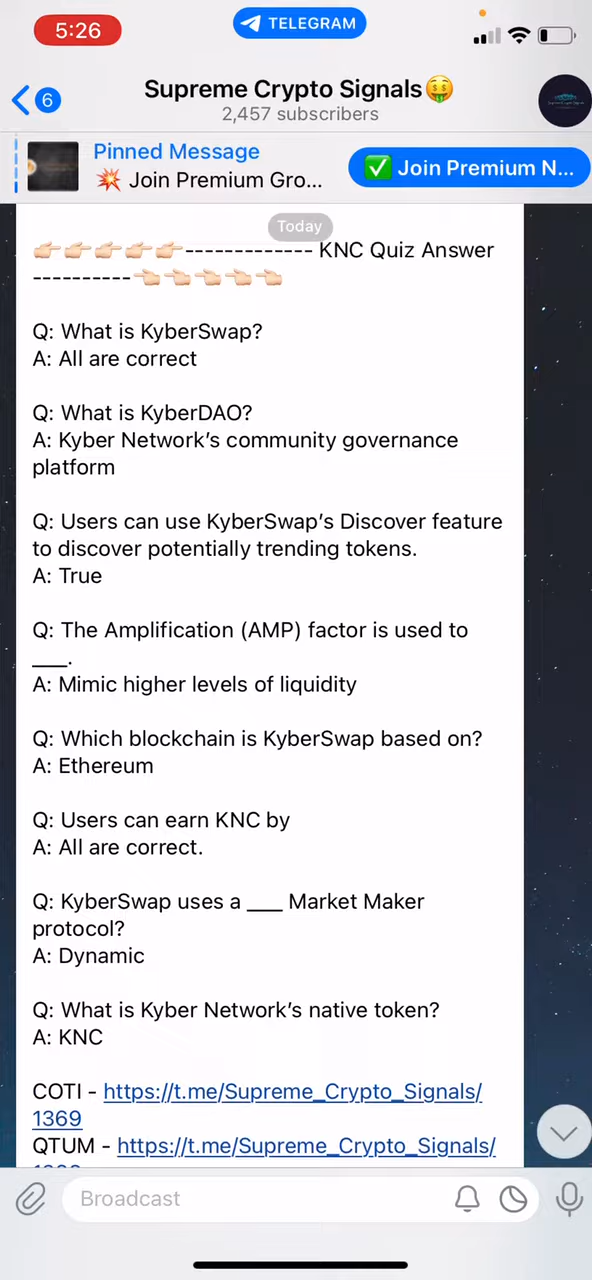 5:26
TELEGRAM
6
Supreme Crypto Signals🤑
2,457 subscribers
Pinned Message
💥 Join Premium Gro...
✅ Join Premium N...
Today
👉🏻👉🏻👉🏻👉🏻👉🏻------------- KNC Quiz Answer
----------👈🏻👈🏻👈🏻👈🏻👈🏻
Q: What is KyberSwap?
A: All are correct
Q: What is KyberDAO?
A: Kyber Network's community governance
platform
Q: Users can use KyberSwap's Discover feature
to discover potentially trending tokens.
A: True
Q: The Amplification (AMP) factor is used to
___.
A: Mimic higher levels of liquidity
Q: Which blockchain is KyberSwap based on?
A: Ethereum
Q: Users can earn KNC by
A: All are correct.
Q: KyberSwap uses a ___ Market Maker
protocol?
A: Dynamic
Q: What is Kyber Network's native token?
A: KNC
COTI - https://t.me/Supreme_Crypto_Signals/
1369
QTUM - https://t.me/Supreme_Crypto_Signals/
Broadcast